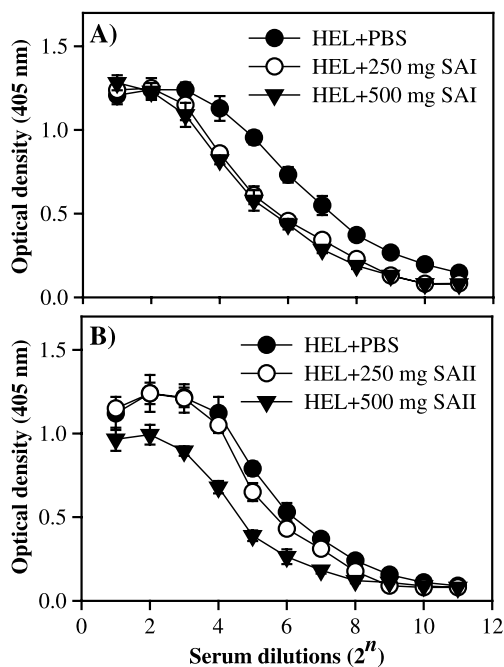 A)
HEL+PBS
HEL+250 mg SAI
HEL+500 mg SAI
Optical density (405 nm)
1.5
1.0
0.5
0.0
B)
HEL+PBS
HEL+250 mg SAII
HEL+500 mg SAII
Optical density (405 nm)
1.5
1.0
0.5
0.0
0 2 4 6 8 10 12
Serum dilutions (2ⁿ)